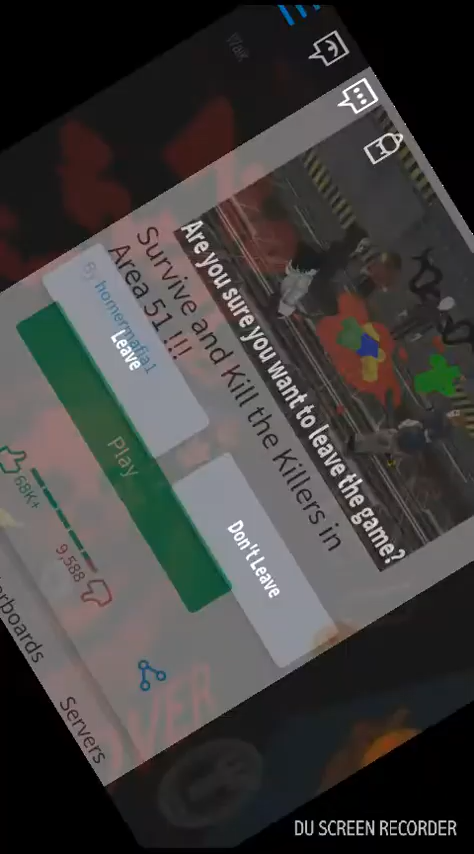 Are you sure you want to leave the game?
Survive and Kill the Killers in
Area 51 !!!
By homermafia1
Leave
Don't Leave
Play
68K+
9,588
Servers
DU SCREEN RECORDER